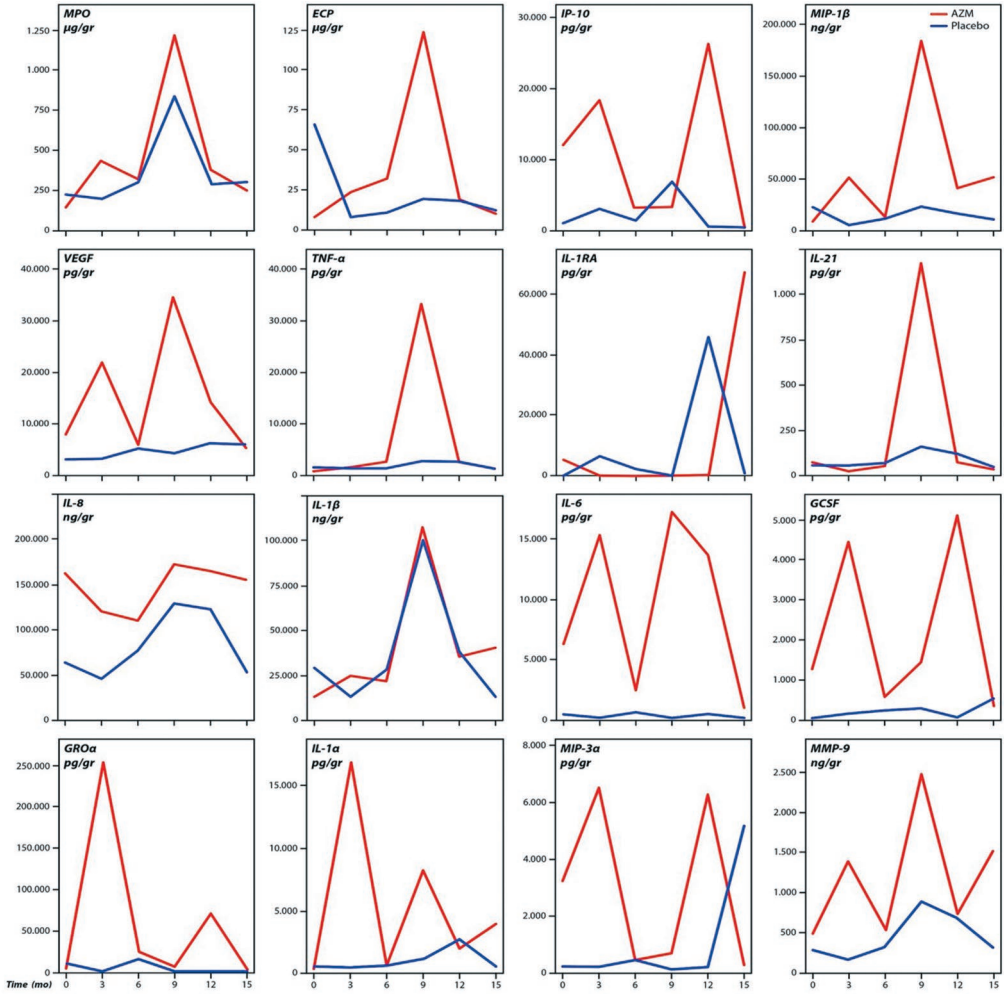 MPO
µg/gr
1.250
1.000
750
500
250
0
ECP
µg/gr
125
100
75
50
25
0
IP-10
pg/gr
30.000
20.000
10.000
0
MIP-1β
ng/gr
AZM
Placebo
200.000
150.000
100.000
50.000
0
VEGF
pg/gr
40.000
30.000
20.000
10.000
0
TNF-α
pg/gr
40.000
30.000
20.000
10.000
0
IL-1RA
pg/gr
60.000
40.000
20.000
0
IL-21
pg/gr
1.000
750
500
250
0
IL-8
ng/gr
200.000
150.000
100.000
50.000
0
IL-1β
ng/gr
100.000
75.000
50.000
25.000
0
IL-6
pg/gr
15.000
10.000
5.000
0
GCSF
pg/gr
5.000
4.000
3.000
2.000
1.000
0
GROα
pg/gr
250.000
200.000
150.000
100.000
50.000
0
IL-1α
pg/gr
15.000
10.000
5.000
0
MIP-3α
pg/gr
8.000
6.000
4.000
2.000
0
MMP-9
ng/gr
2.500
2.000
1.500
1.000
500
0
Time (mo) 0 3 6 9 12 15 0 3 6 9 12 15 0 3 6 9 12 15 0 3 6 9 12 15